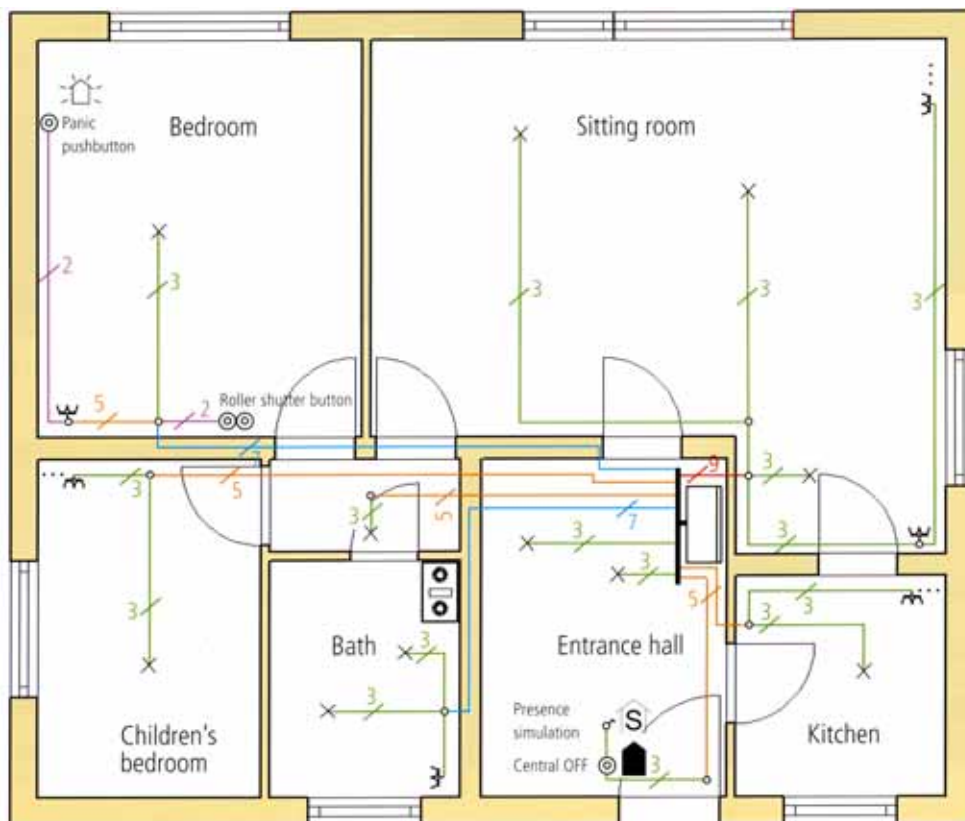 Panic
pushbutton
Bedroom
Sitting room
2
3
3
3
3
5
2
Roller shutter button
7
3
5
3
5
7
9
3
3
3
3
5
3
3
3
3
3
Bath
Entrance hall
Children's
bedroom
Presence
simulation
S
Central OFF
3
Kitchen